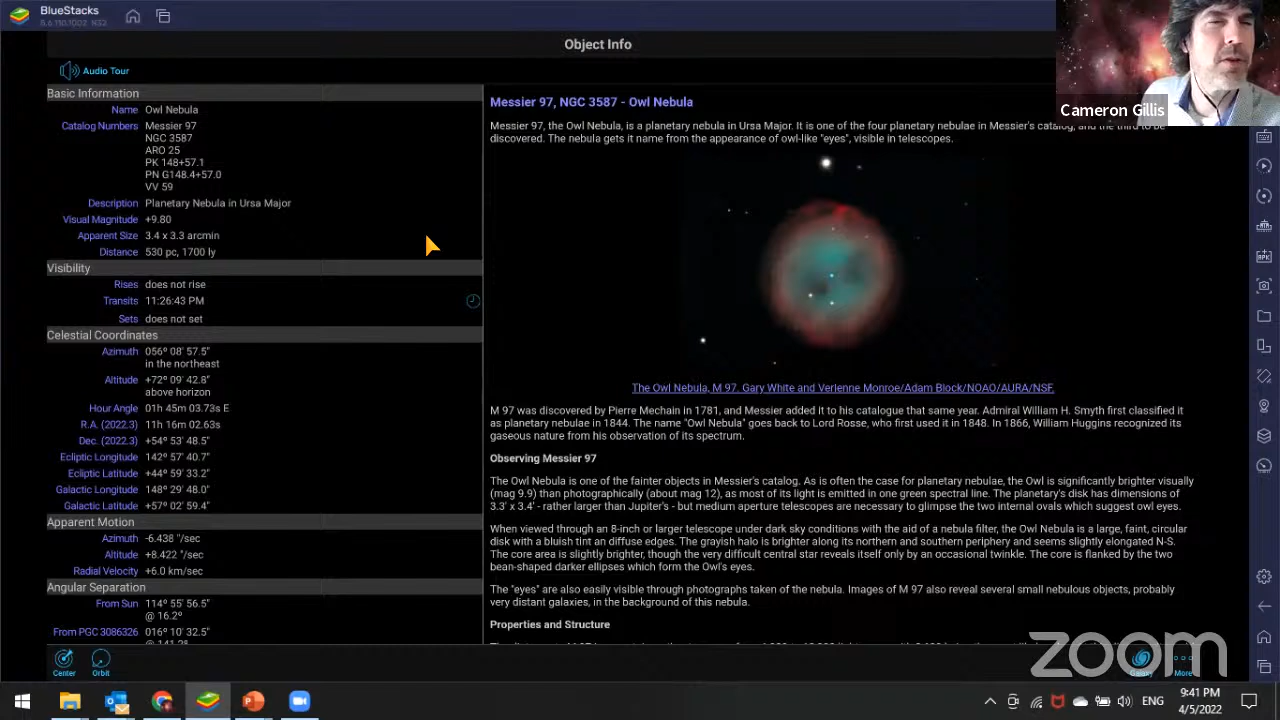 BlueStacks
5.6.110.1002 N32
Object Info
Cameron Gillis
Audio Tour
Basic Information
Name Owl Nebula
Catalog Numbers Messier 97
NGC 3587
ARO 25
PK 148+57.1
PN G148.4+57.0
VV 59
Description Planetary Nebula in Ursa Major
Visual Magnitude +9.80
Apparent Size 3.4 x 3.3 arcmin
Distance 530 pc, 1700 ly
Visibility
Rises does not rise
Transits 11:26:43 PM
Sets does not set
Celestial Coordinates
Azimuth 056° 08' 57.5"
in the northeast
Altitude +72° 09' 42.8"
above horizon
Hour Angle 01h 45m 03.73s E
R.A. (2022.3) 11h 16m 02.63s
Dec. (2022.3) +54° 53' 48.5"
Ecliptic Longitude 142° 57' 40.7"
Ecliptic Latitude +44° 59' 33.2"
Galactic Longitude 148° 29' 48.0"
Galactic Latitude +57° 02' 59.4"
Apparent Motion
Azimuth -6.438 "/sec
Altitude +8.422 "/sec
Radial Velocity +6.0 km/sec
Angular Separation
From Sun 114° 55' 56.5"
@ 16.2°
From PGC 3086326 016° 10' 32.5"
Center
Orbit
Messier 97, NGC 3587 - Owl Nebula
Messier 97, the Owl Nebula, is a planetary nebula in Ursa Major. It is one of the four planetary nebulae in Messier's catalog, and the third to be
discovered. The nebula gets it name from the appearance of owl-like "eyes", visible in telescopes.
The Owl Nebula, M 97. Gary White and Verlenne Monroe/Adam Block/NOAO/AURA/NSF.
M 97 was discovered by Pierre Mechain in 1781, and Messier added it to his catalogue that same year. Admiral William H. Smyth first classified it
as planetary nebula in 1844. The name "Owl Nebula" goes back to Lord Rosse, who first used it in 1848. In 1866, William Huggins recognized its
gaseous nature from his observation of its spectrum.
Observing Messier 97
The Owl Nebula is one of the fainter objects in Messier's catalog. As is often the case for planetary nebulae, the Owl is significantly brighter visually
(mag 9.9) than photographically (about mag 12), as most of its light is emitted in one green spectral line. The planetary's disk has dimensions of
3.3' x 3.4' - rather larger than Jupiter's - but medium aperture telescopes are necessary to glimpse the two internal ovals which suggest owl eyes.
When viewed through an 8-inch or larger telescope under dark sky conditions with the aid of a nebula filter, the Owl Nebula is a large, faint, circular
disk with a bluish tint an diffuse edges. The grayish halo is brighter along its northern and southern periphery and seems slightly elongated N-S.
The core area is slightly brighter, though the very difficult central star reveals itself only by an occasional twinkle. The core is flanked by the two
bean-shaped darker ellipses which form the Owl's eyes.
The "eyes" are also easily visible through photographs taken of the nebula. Images of M 97 also reveal several small nebulous objects, probably
very distant galaxies, in the background of this nebula.
Properties and Structure
Galaxy
More
zoom
ENG
9:41 PM
4/5/2022